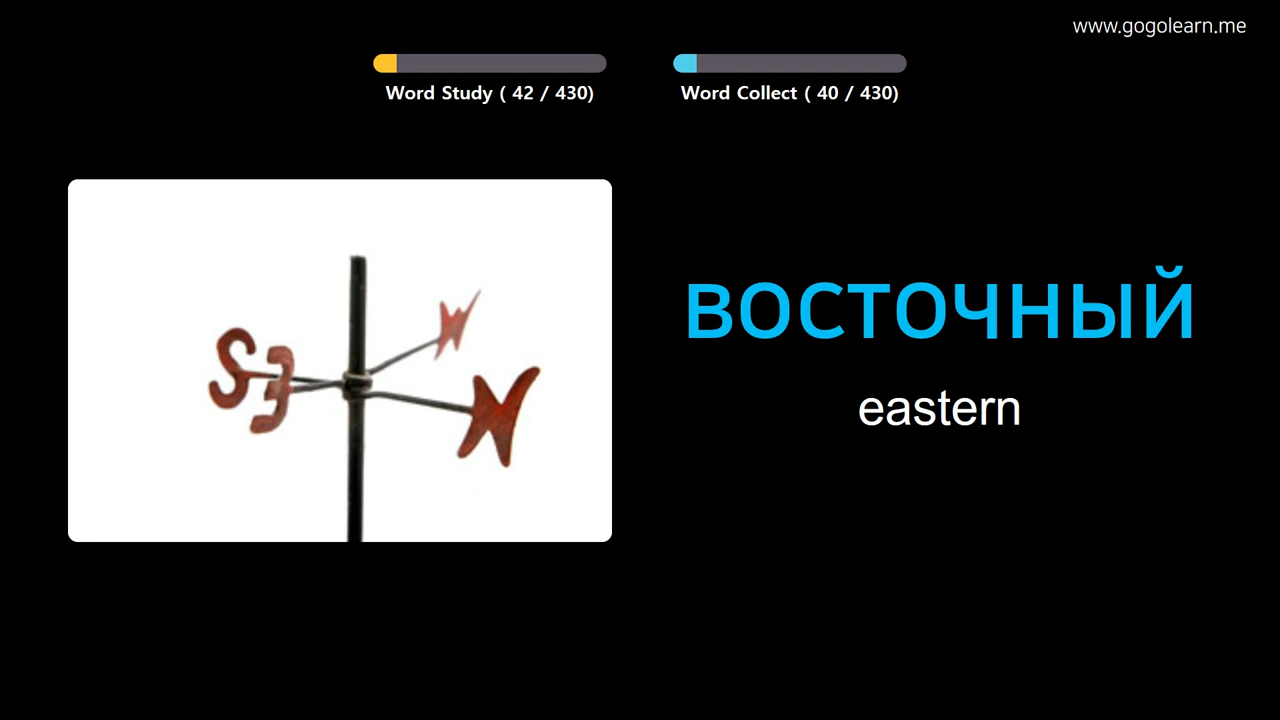 www.gogolearn.me
Word Study ( 42 / 430)
Word Collect ( 40 / 430)
S E W N
восточный
eastern